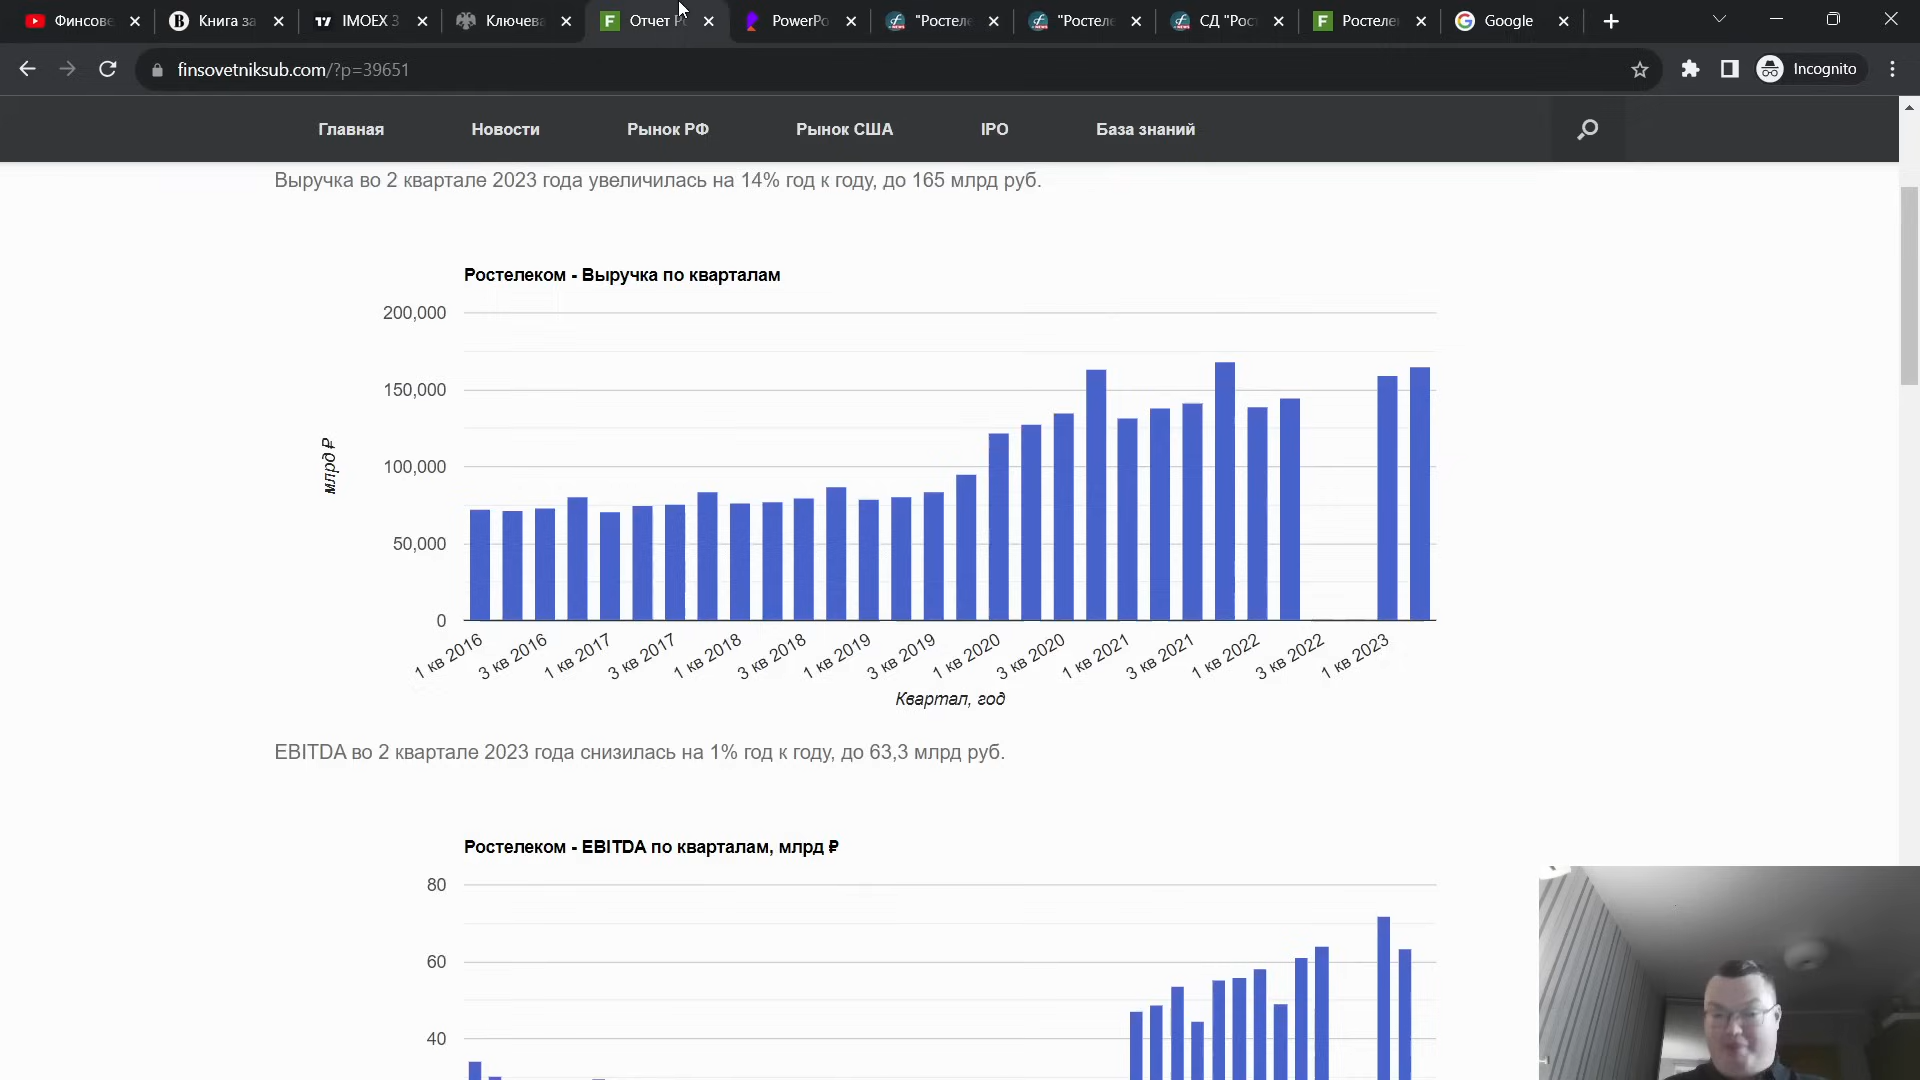 Финсове
Книга за
IMOEX 3
Ключева
Отчет Р
PowerPo
"Ростеле
"Ростеле
СД "Рос
Ростеле
Google
finsovetniksub.com/?p=39651
Incognito
Главная
Новости
Рынок РФ
Рынок США
IPO
База знаний
Выручка во 2 квартале 2023 года увеличилась на 14% год к году, до 165 млрд руб.
Ростелеком - Выручка по кварталам
200,000
150,000
100,000
50,000
0
млрд ₽
1 кв 2016
3 кв 2016
1 кв 2017
3 кв 2017
1 кв 2018
3 кв 2018
1 кв 2019
3 кв 2019
1 кв 2020
3 кв 2020
1 кв 2021
3 кв 2021
1 кв 2022
3 кв 2022
1 кв 2023
Квартал, год
EBITDA во 2 квартале 2023 года снизилась на 1% год к году, до 63,3 млрд руб.
Ростелеком - EBITDA по кварталам, млрд ₽
80
60
40